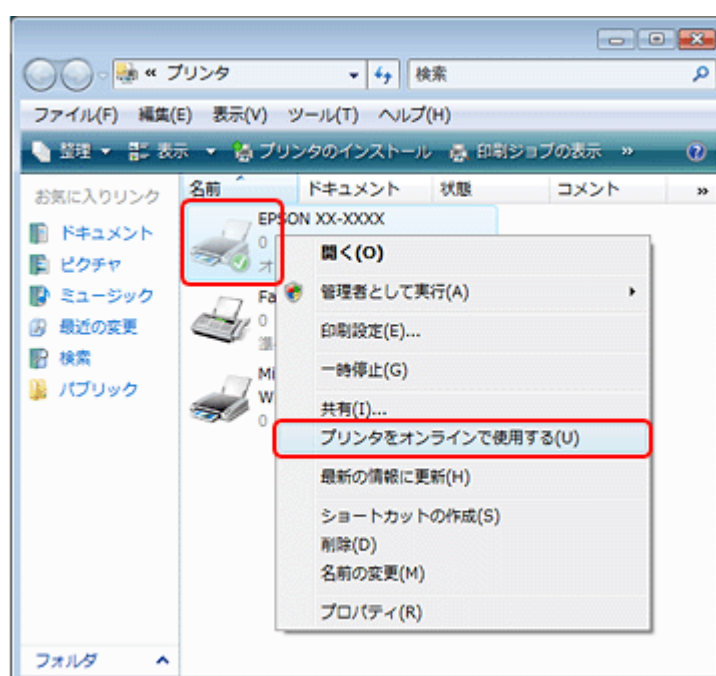 « プリンタ
検索
ファイル(F) 編集(E) 表示(V) ツール(T) ヘルプ(H)
整理 表示 プリンタのインストール 印刷ジョブの表示 »
お気に入りリンク
ドキュメント
ピクチャ
ミュージック
最近の変更
検索
パブリック
フォルダ
名前 ドキュメント 状態 コメント »
EPSON XX-XXXX
0
オ
Fa
0
準
Mi
W
0
開く(O)
管理者として実行(A)
印刷設定(E)...
一時停止(G)
共有(I)...
プリンタをオンラインで使用する(U)
最新の情報に更新(H)
ショートカットの作成(S)
削除(D)
名前の変更(M)
プロパティ(R)